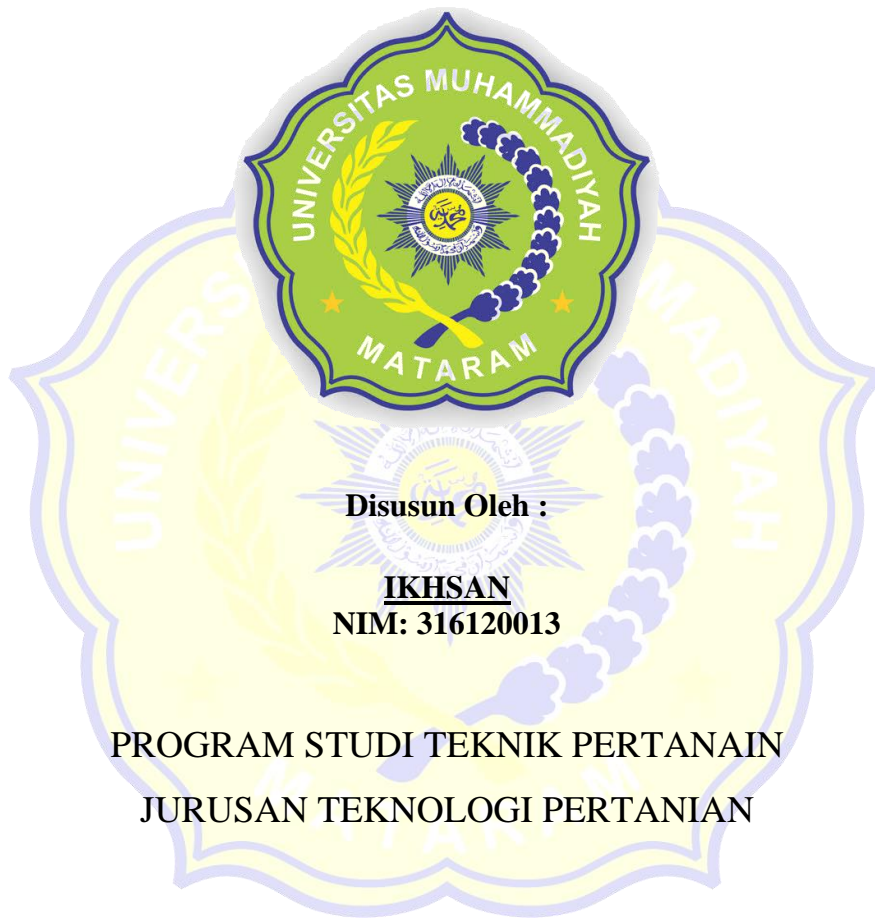 UNIVERSITAS MUHAMMADIYAH
MATARAM
Disusun Oleh :
IKHSAN
NIM: 316120013
PROGRAM STUDI TEKNIK PERTANAIN
JURUSAN TEKNOLOGI PERTANIAN